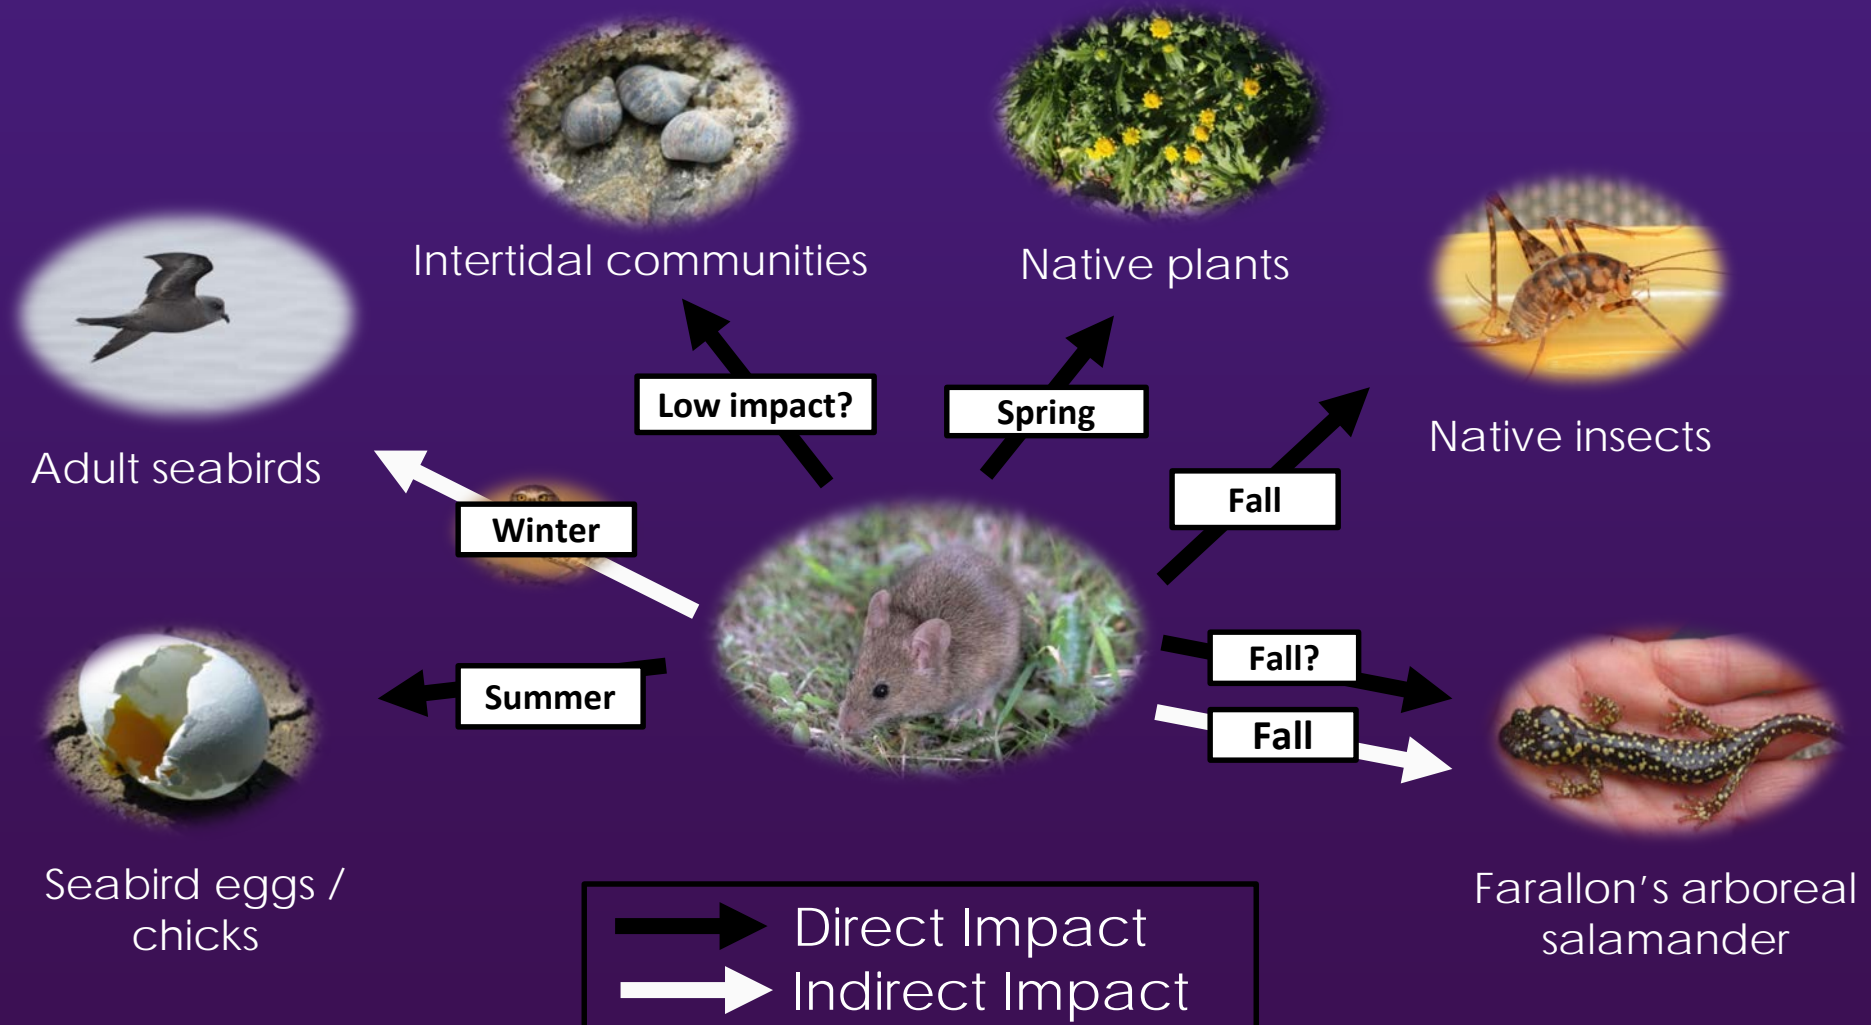 Intertidal communities
Native plants
Adult seabirds
Native insects
Low impact?
Spring
Fall
Winter
Summer
Fall?
Fall
Seabird eggs /
chicks
Farallon's arboreal
salamander
Direct Impact
Indirect Impact